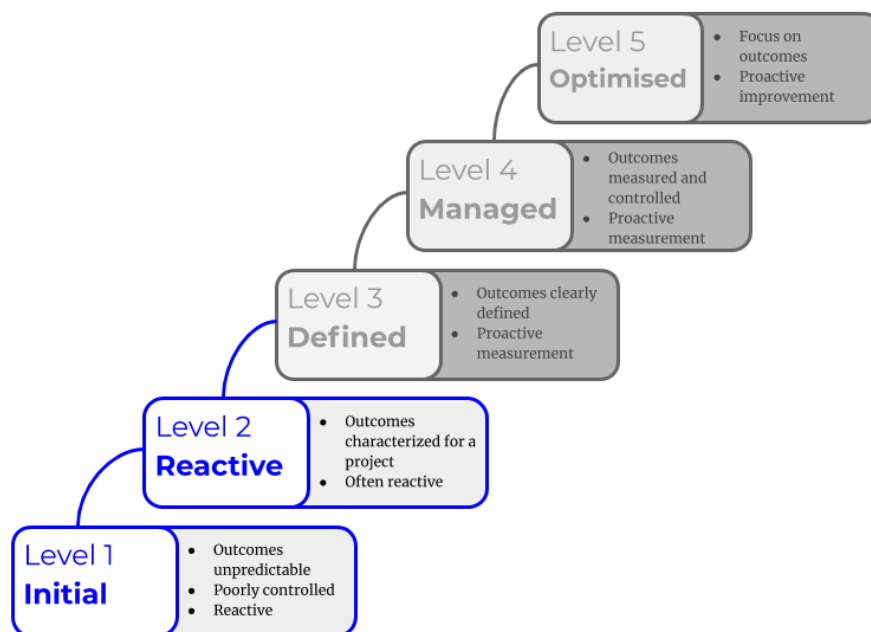 Level 5
Optimised
● Focus on
outcomes
● Proactive
improvement
Level 4
Managed
● Outcomes
measured and
controlled
● Proactive
measurement
Level 3
Defined
● Outcomes clearly
defined
● Proactive
measurement
Level 2
Reactive
● Outcomes
characterized for a
project
● Often reactive
Level 1
Initial
● Outcomes
unpredictable
● Poorly controlled
● Reactive